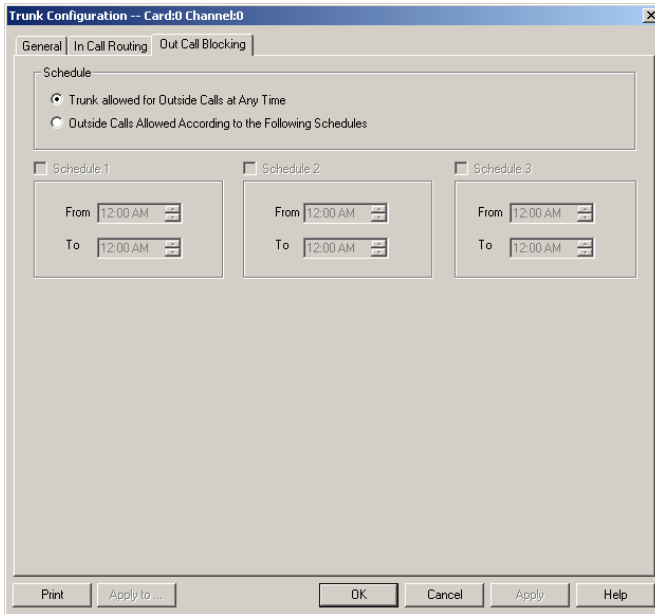 Trunk Configuration -- Card:0 Channel:0
General In Call Routing Out Call Blocking
Schedule
Trunk allowed for Outside Calls at Any Time
Outside Calls Allowed According to the Following Schedules
Schedule 1 Schedule 2 Schedule 3
From 12:00 AM From 12:00 AM From 12:00 AM
To 12:00 AM To 12:00 AM To 12:00 AM
Print Apply to ... OK Cancel Apply Help